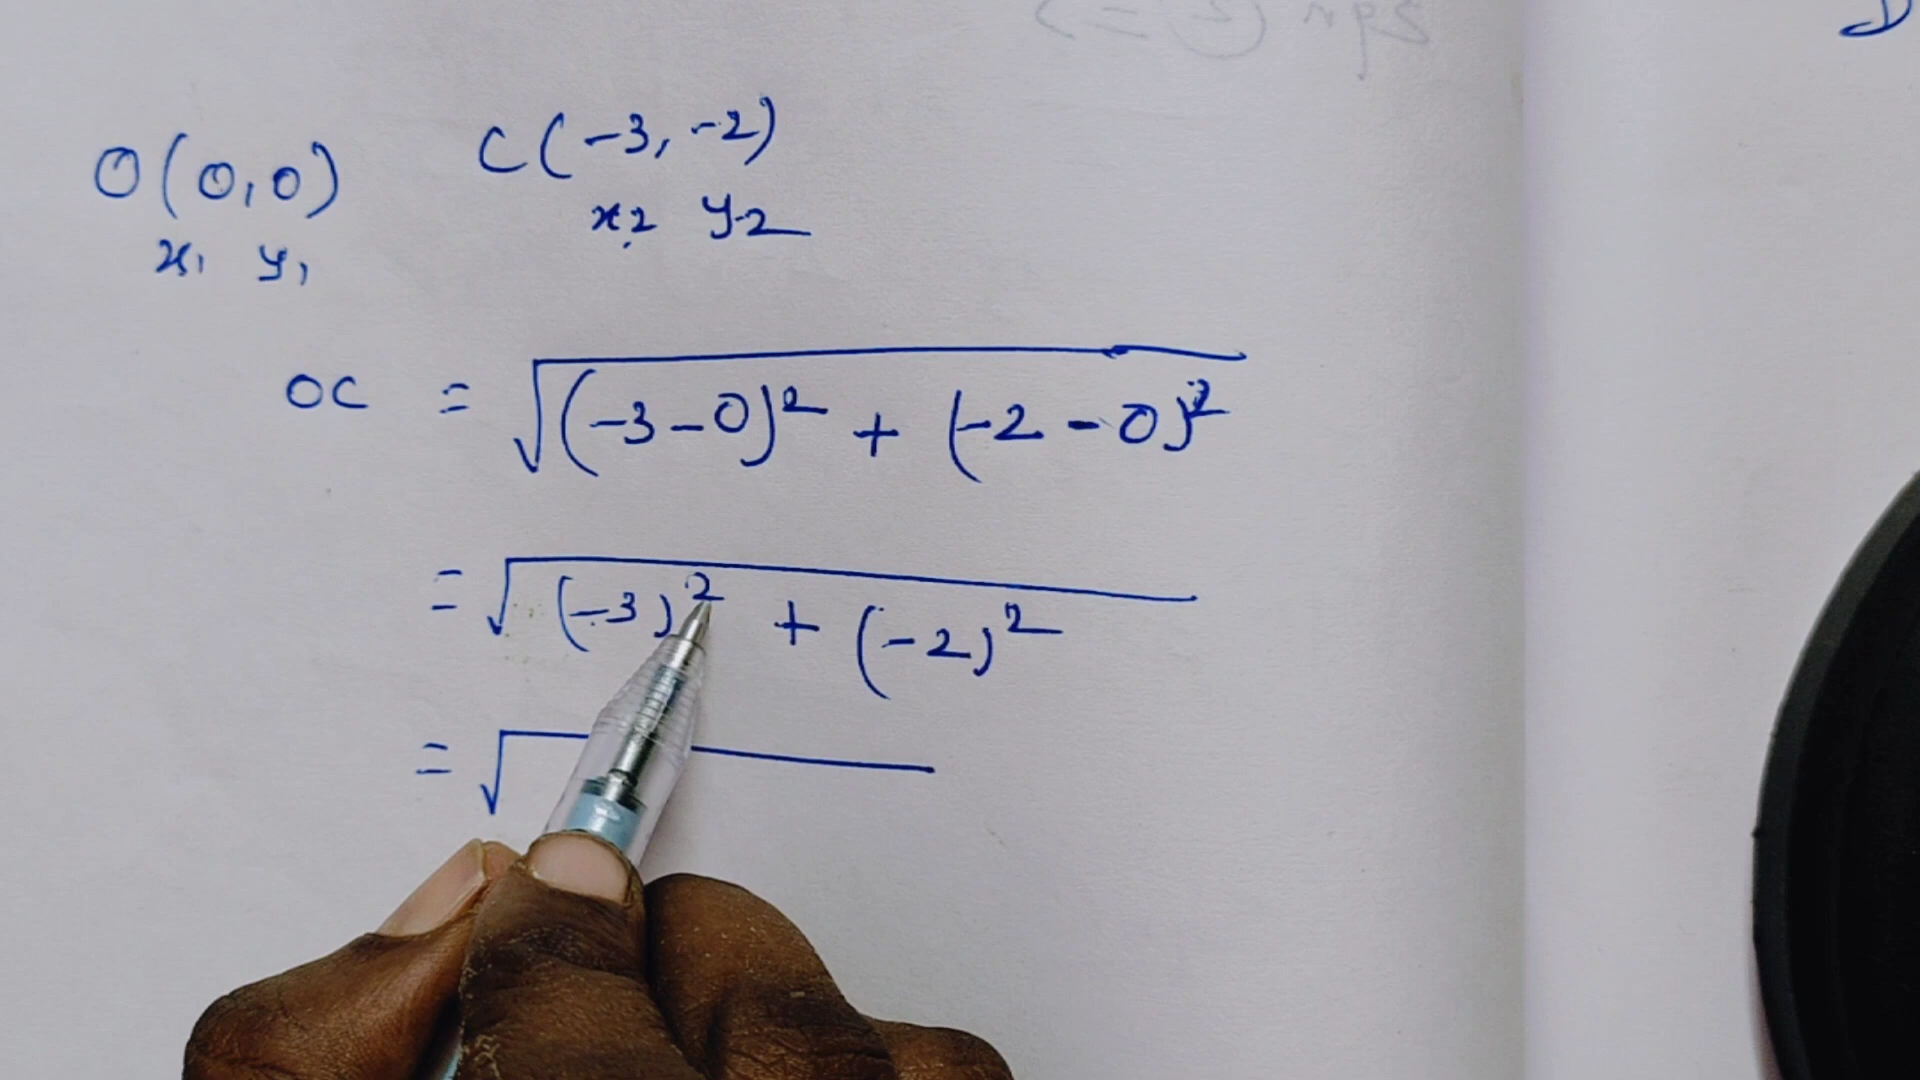 O(0,0) C(-3,-2)
x₁ y₁ x₂ y₂
OC = √(-3-0)² + (-2-0)²
= √(-3)² + (-2)²
= √